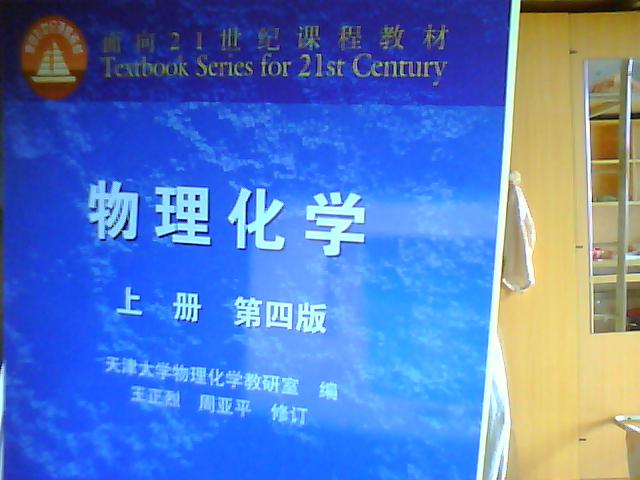 面向21世纪课程教材
Textbook Series for 21st Century
物理化学
上册 第四版
天津大学物理化学教研室 编
王正烈 周亚平 修订